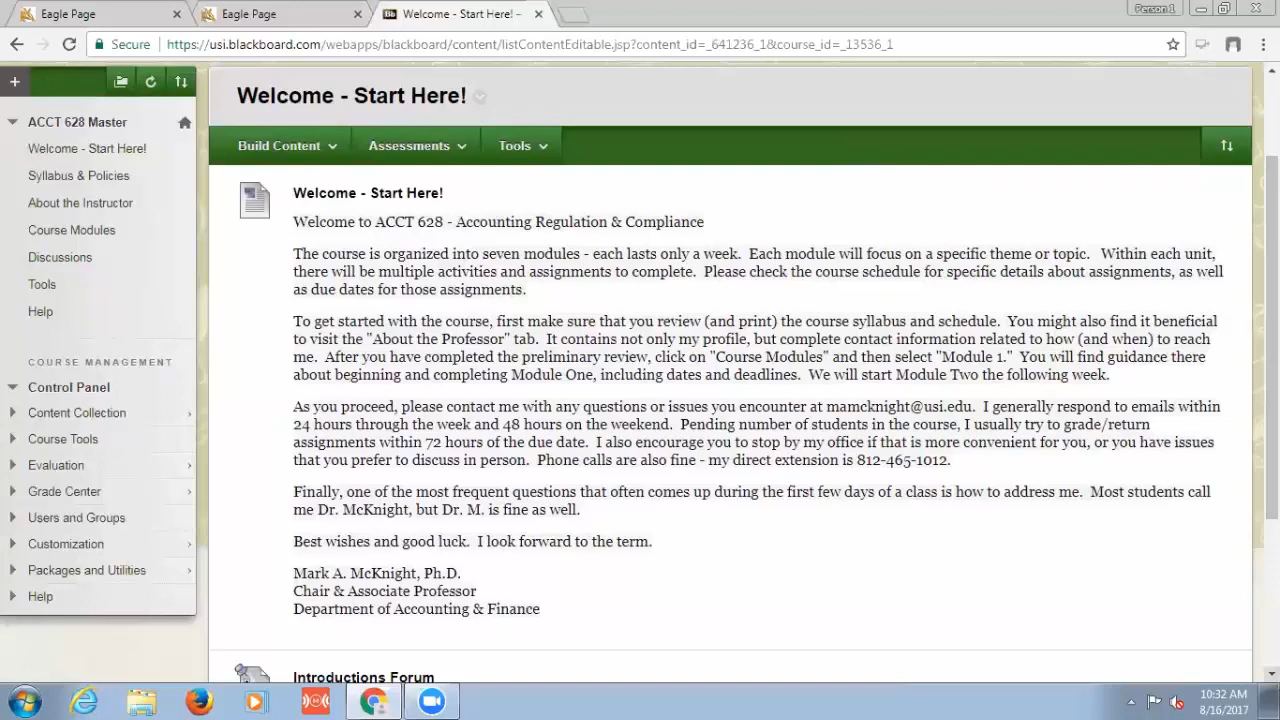 Eagle Page
Eagle Page
Welcome - Start Here! –
Person 1
Secure
https://usi.blackboard.com/webapps/blackboard/content/listContentEditable.jsp?content_id=_641236_1&course_id=_13536_1
ACCT 628 Master
Welcome - Start Here!
Syllabus & Policies
About the Instructor
Course Modules
Discussions
Tools
Help
COURSE MANAGEMENT
Control Panel
Content Collection
Course Tools
Evaluation
Grade Center
Users and Groups
Customization
Packages and Utilities
Help
Welcome - Start Here!
Build Content
Assessments
Tools
Welcome - Start Here!
Welcome to ACCT 628 - Accounting Regulation & Compliance
The course is organized into seven modules - each lasts only a week. Each module will focus on a specific theme or topic. Within each unit,
there will be multiple activities and assignments to complete. Please check the course schedule for specific details about assignments, as well
as due dates for those assignments.
To get started with the course, first make sure that you review (and print) the course syllabus and schedule. You might also find it beneficial
to visit the "About the Professor" tab. It contains not only my profile, but complete contact information related to how (and when) to reach
me. After you have completed the preliminary review, click on "Course Modules" and then select "Module 1." You will find guidance there
about beginning and completing Module One, including dates and deadlines. We will start Module Two the following week.
As you proceed, please contact me with any questions or issues you encounter at mamcknight@usi.edu. I generally respond to emails within
24 hours through the week and 48 hours on the weekend. Pending number of students in the course, I usually try to grade/return
assignments within 72 hours of the due date. I also encourage you to stop by my office if that is more convenient for you, or you have issues
that you prefer to discuss in person. Phone calls are also fine - my direct extension is 812-465-1012.
Finally, one of the most frequent questions that often comes up during the first few days of a class is how to address me. Most students call
me Dr. McKnight, but Dr. M. is fine as well.
Best wishes and good luck. I look forward to the term.
Mark A. McKnight, Ph.D.
Chair & Associate Professor
Department of Accounting & Finance
Introductions Forum
10:32 AM
8/16/2017